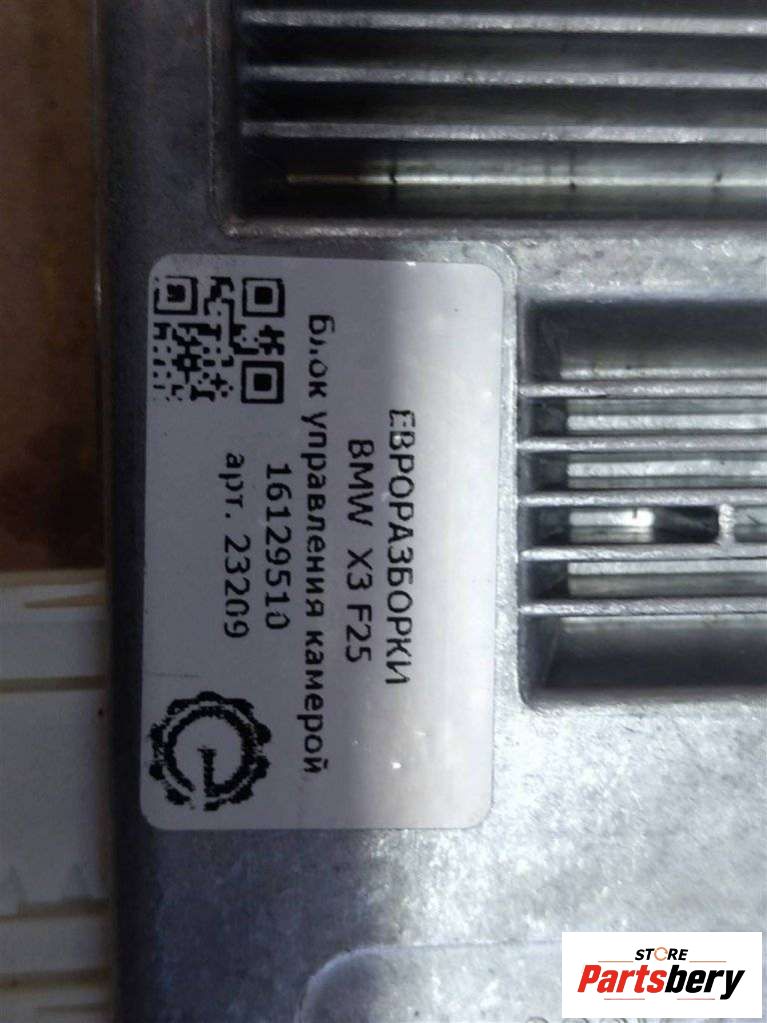 ЕВРОРАЗБОРКИ
BMW X3 F25
Блок управления камерой
16129510
арт. 23209
STORE
Partsbery